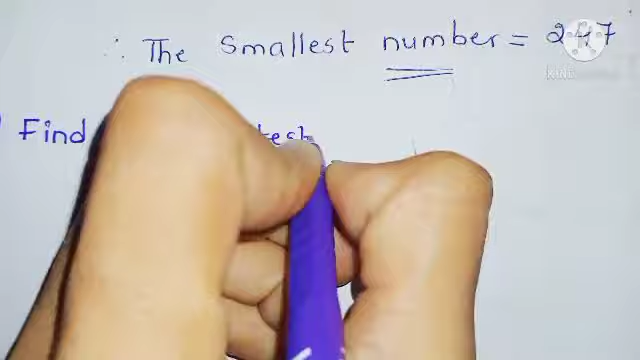 ∴ The smallest number = 247
Find